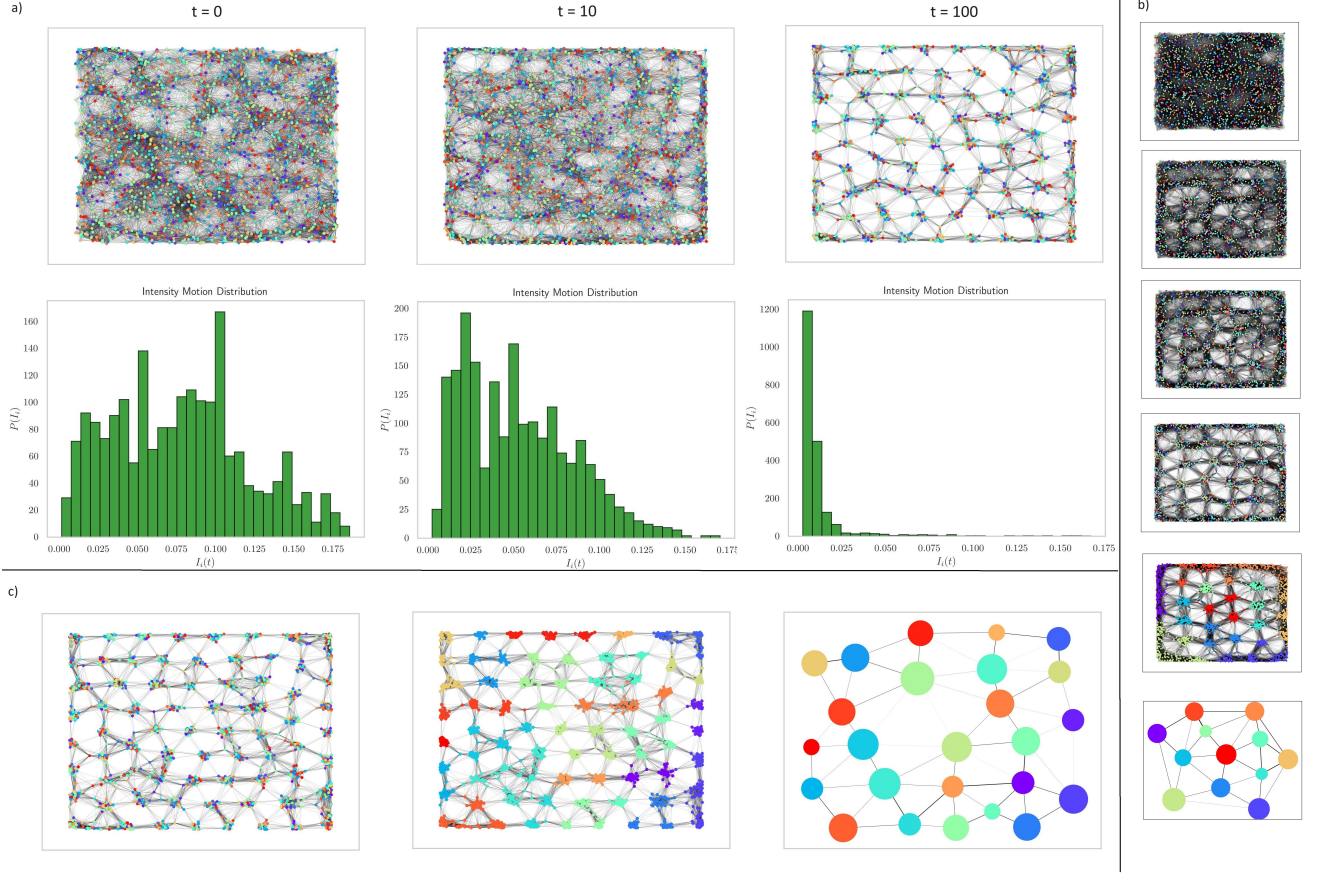 a)
t = 0
t = 10
t = 100
b)
Intensity Motion Distribution
P(I_i)
160
140
120
100
80
60
40
20
0
0.000 0.025 0.050 0.075 0.100 0.125 0.150 0.175
I_i(t)
Intensity Motion Distribution
P(I_i)
200
175
150
125
100
75
50
25
0
0.000 0.025 0.050 0.075 0.100 0.125 0.150 0.175
I_i(t)
Intensity Motion Distribution
P(I_i)
1200
1000
800
600
400
200
0
0.000 0.025 0.050 0.075 0.100 0.125 0.150 0.175
I_i(t)
c)